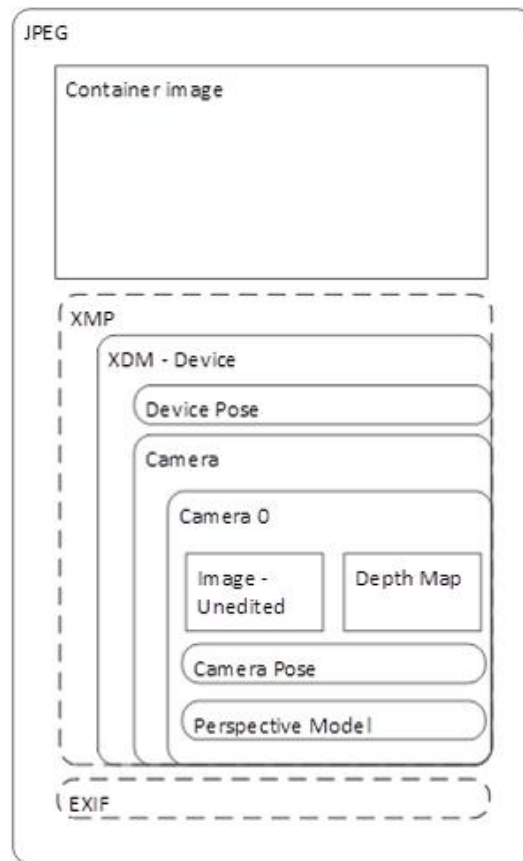 JPEG
Container image
XMP
XDM - Device
Device Pose
Camera
Camera 0
Image -
Unedited
Depth Map
Camera Pose
Perspective Model
EXIF